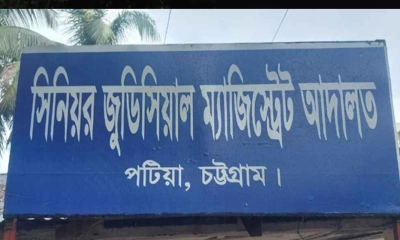 সিনিয়র জুডিসিয়াল ম্যাজিস্ট্রেট আদালত
পটিয়া, চট্টগ্রাম।